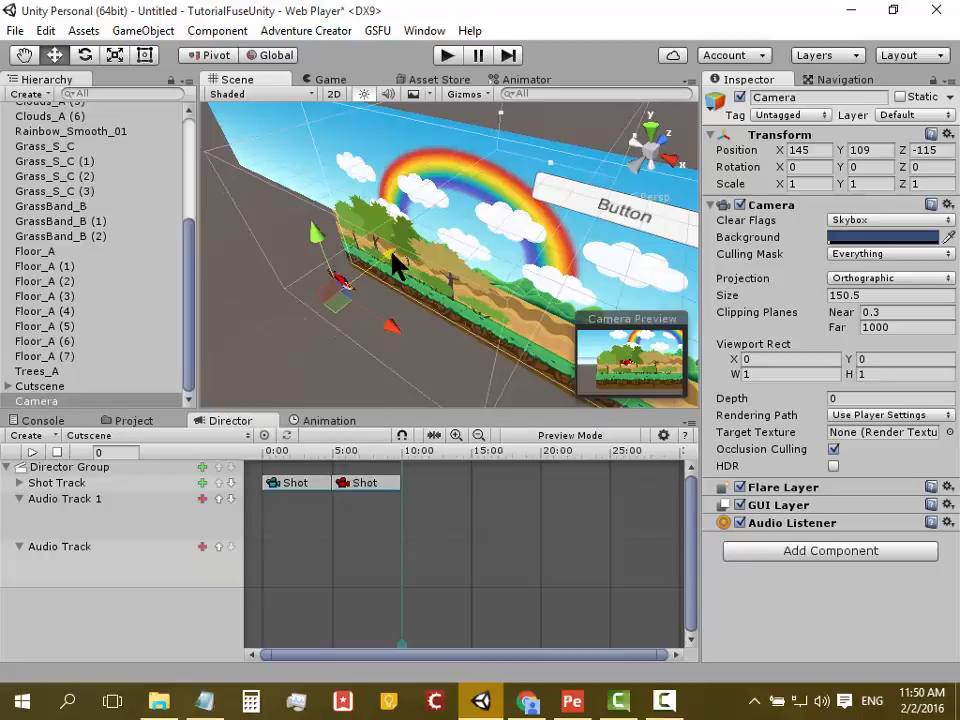 Unity Personal (64bit) - Untitled - TutorialFuseUnity - Web Player* <DX9>
File Edit Assets GameObject Component Adventure Creator GSFU Window Help
Pivot Global Account Layers Layout
Hierarchy Scene Game Asset Store Animator Inspector Navigation
Create All Shaded 2D Gizmos All Camera Static
Clouds_A (5)
Clouds_A (6)
Rainbow_Smooth_01
Grass_S_C
Grass_S_C (1)
Grass_S_C (2)
Grass_S_C (3)
GrassBand_B
GrassBand_B (1)
GrassBand_B (2)
Floor_A
Floor_A (1)
Floor_A (2)
Floor_A (3)
Floor_A (4)
Floor_A (5)
Floor_A (6)
Floor_A (7)
Trees_A
Cutscene
Camera
y
z
x
Persp
Button
Camera Preview
Tag Untagged Layer Default
Transform
Position X 145 Y 109 Z -115
Rotation X 0 Y 0 Z 0
Scale X 1 Y 1 Z 1
Camera
Clear Flags Skybox
Background
Culling Mask Everything
Projection Orthographic
Size 150.5
Clipping Planes Near 0.3
Far 1000
Viewport Rect
X 0 Y 0
W 1 H 1
Depth 0
Rendering Path Use Player Settings
Target Texture None (Render Textu
Occlusion Culling
HDR
Flare Layer
GUI Layer
Audio Listener
Add Component
Console Project Director Animation
Create Cutscene Preview Mode ?
0 0:00 5:00 10:00 15:00 20:00 25:00 30:00
Director Group
Shot Track Shot Shot
Audio Track 1
Audio Track
Pe
ENG
11:50 AM
2/2/2016